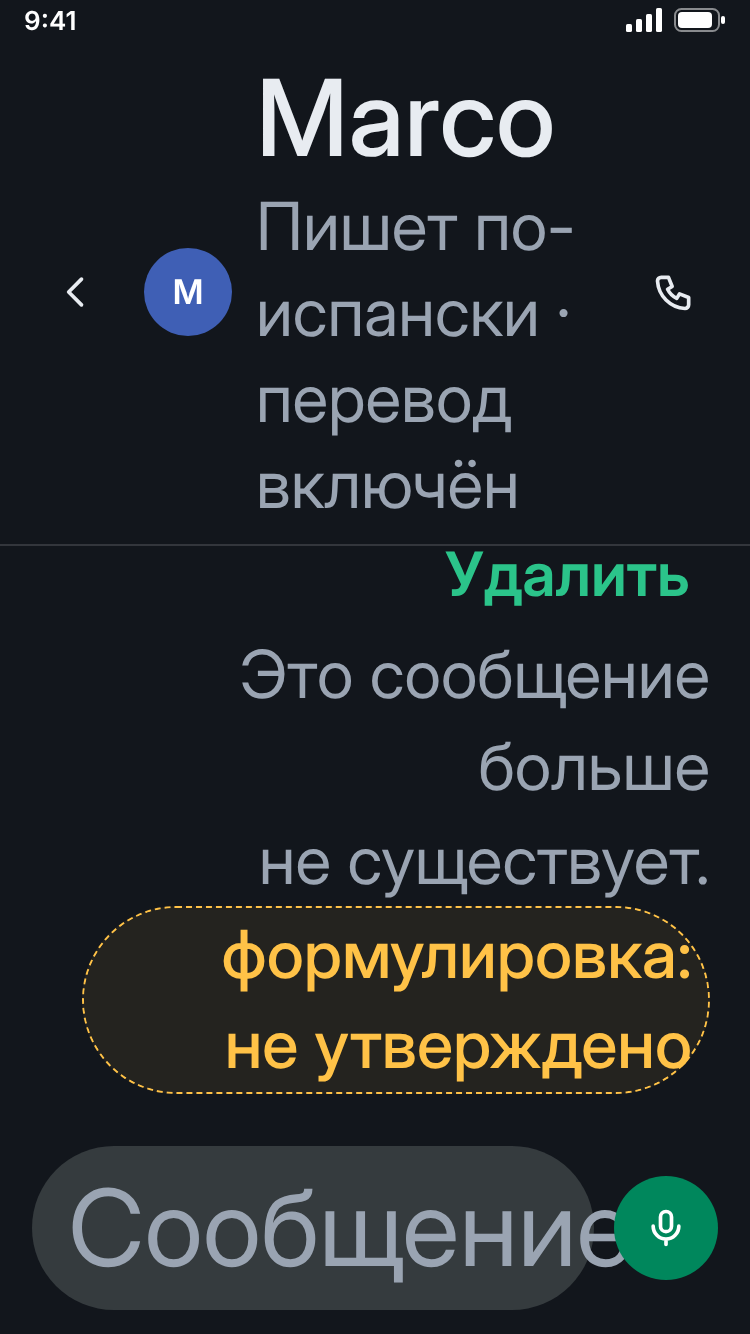 9:41
Marco
Пишет по-
испански ·
перевод
включён
M
Удалить
Это сообщение
больше
не существует.
формулировка:
не утверждено
Сообщение